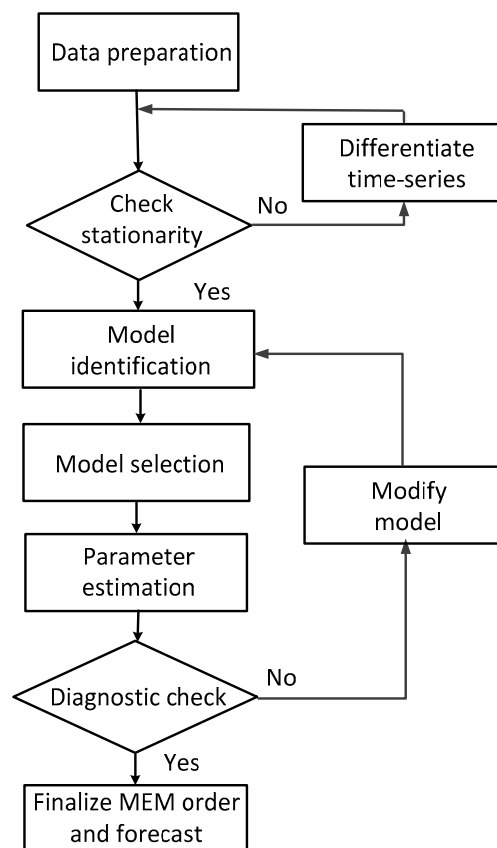 Data preparation
Differentiate
time-series
Check
stationarity
No
Yes
Model
identification
Model selection
Modify
model
Parameter
estimation
Diagnostic check
No
Yes
Finalize MEM order
and forecast